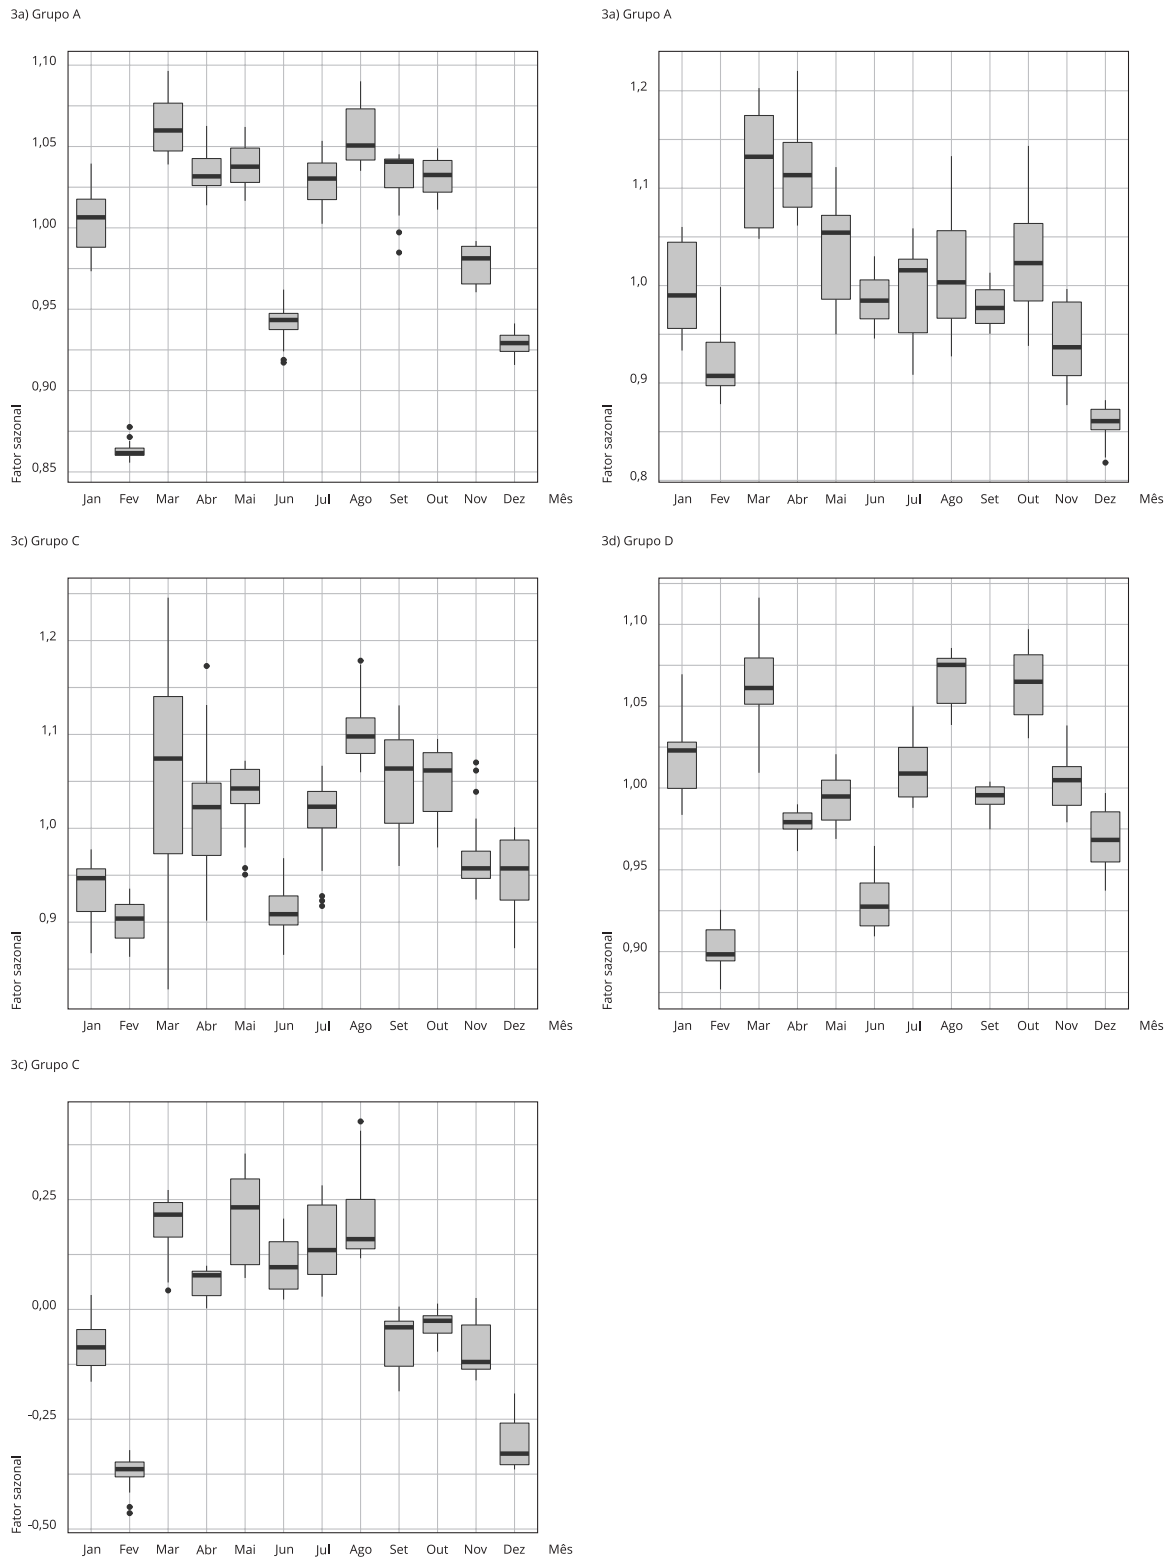 3a) Grupo A
1,10
1,05
1,00
0,95
0,90
0,85
Fator sazonal
Jan Fev Mar Abr Mai Jun Jul Ago Set Out Nov Dez Mês
3a) Grupo A
1,2
1,1
1,0
0,9
0,8
Fator sazonal
Jan Fev Mar Abr Mai Jun Jul Ago Set Out Nov Dez Mês
3c) Grupo C
1,2
1,1
1,0
0,9
Fator sazonal
Jan Fev Mar Abr Mai Jun Jul Ago Set Out Nov Dez Mês
3d) Grupo D
1,10
1,05
1,00
0,95
0,90
Fator sazonal
Jan Fev Mar Abr Mai Jun Jul Ago Set Out Nov Dez Mês
3c) Grupo C
0,25
0,00
-0,25
-0,50
Fator sazonal
Jan Fev Mar Abr Mai Jun Jul Ago Set Out Nov Dez Mês